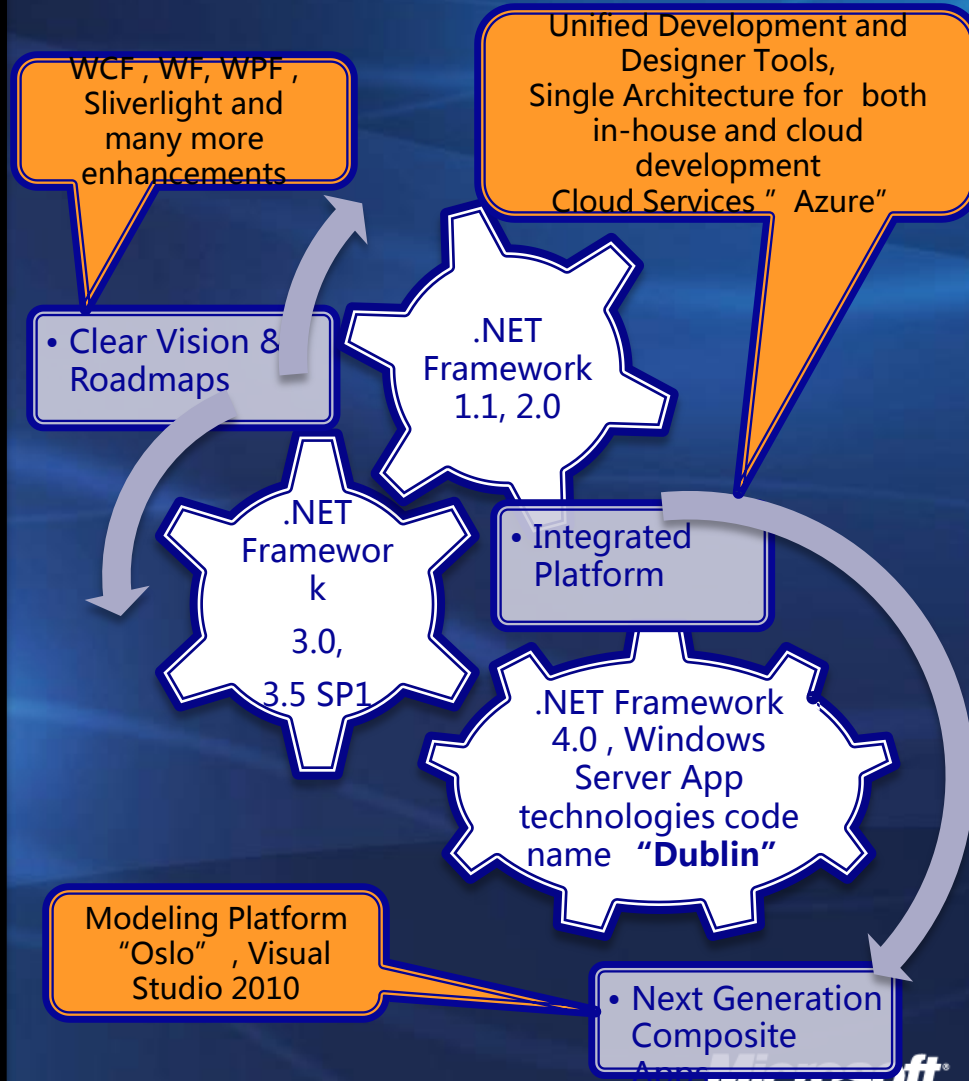 WCF , WF, WPF ,
Sliverlight and
many more
enhancements
Unified Development and
Designer Tools,
Single Architecture for both
in-house and cloud
development
Cloud Services ” Azure”
• Clear Vision &
Roadmaps
.NET
Framework
1.1, 2.0
.NET
Framewor
k
3.0,
3.5 SP1
• Integrated
Platform
.NET Framework
4.0 , Windows
Server App
technologies code
name “Dublin”
Modeling Platform
“Oslo” , Visual
Studio 2010
• Next Generation
Composite
Apps
Microsoft®